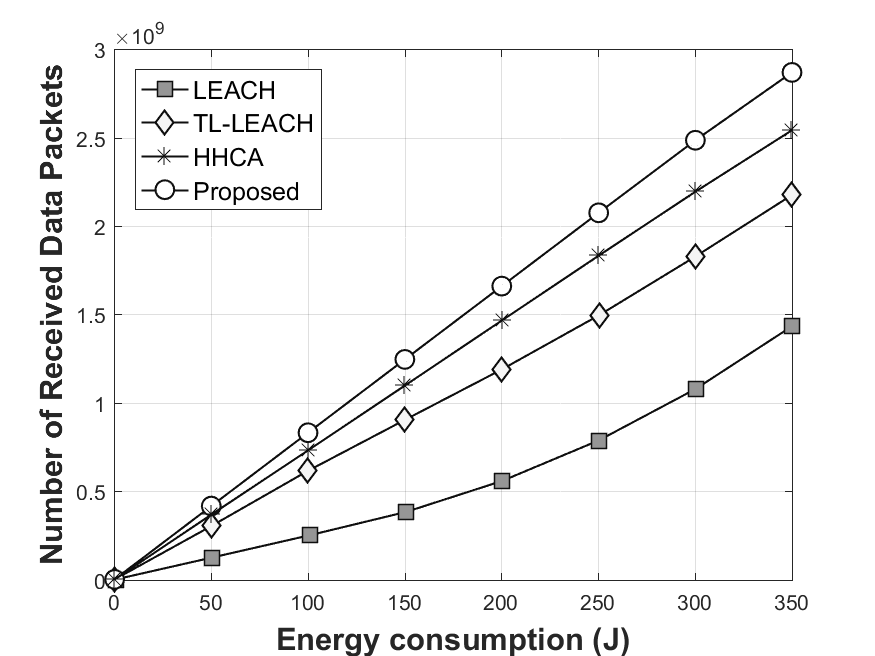 ×10⁹
3
2.5
2
1.5
1
0.5
0
Number of Received Data Packets
LEACH
TL-LEACH
HHCA
Proposed
0 50 100 150 200 250 300 350
Energy consumption (J)